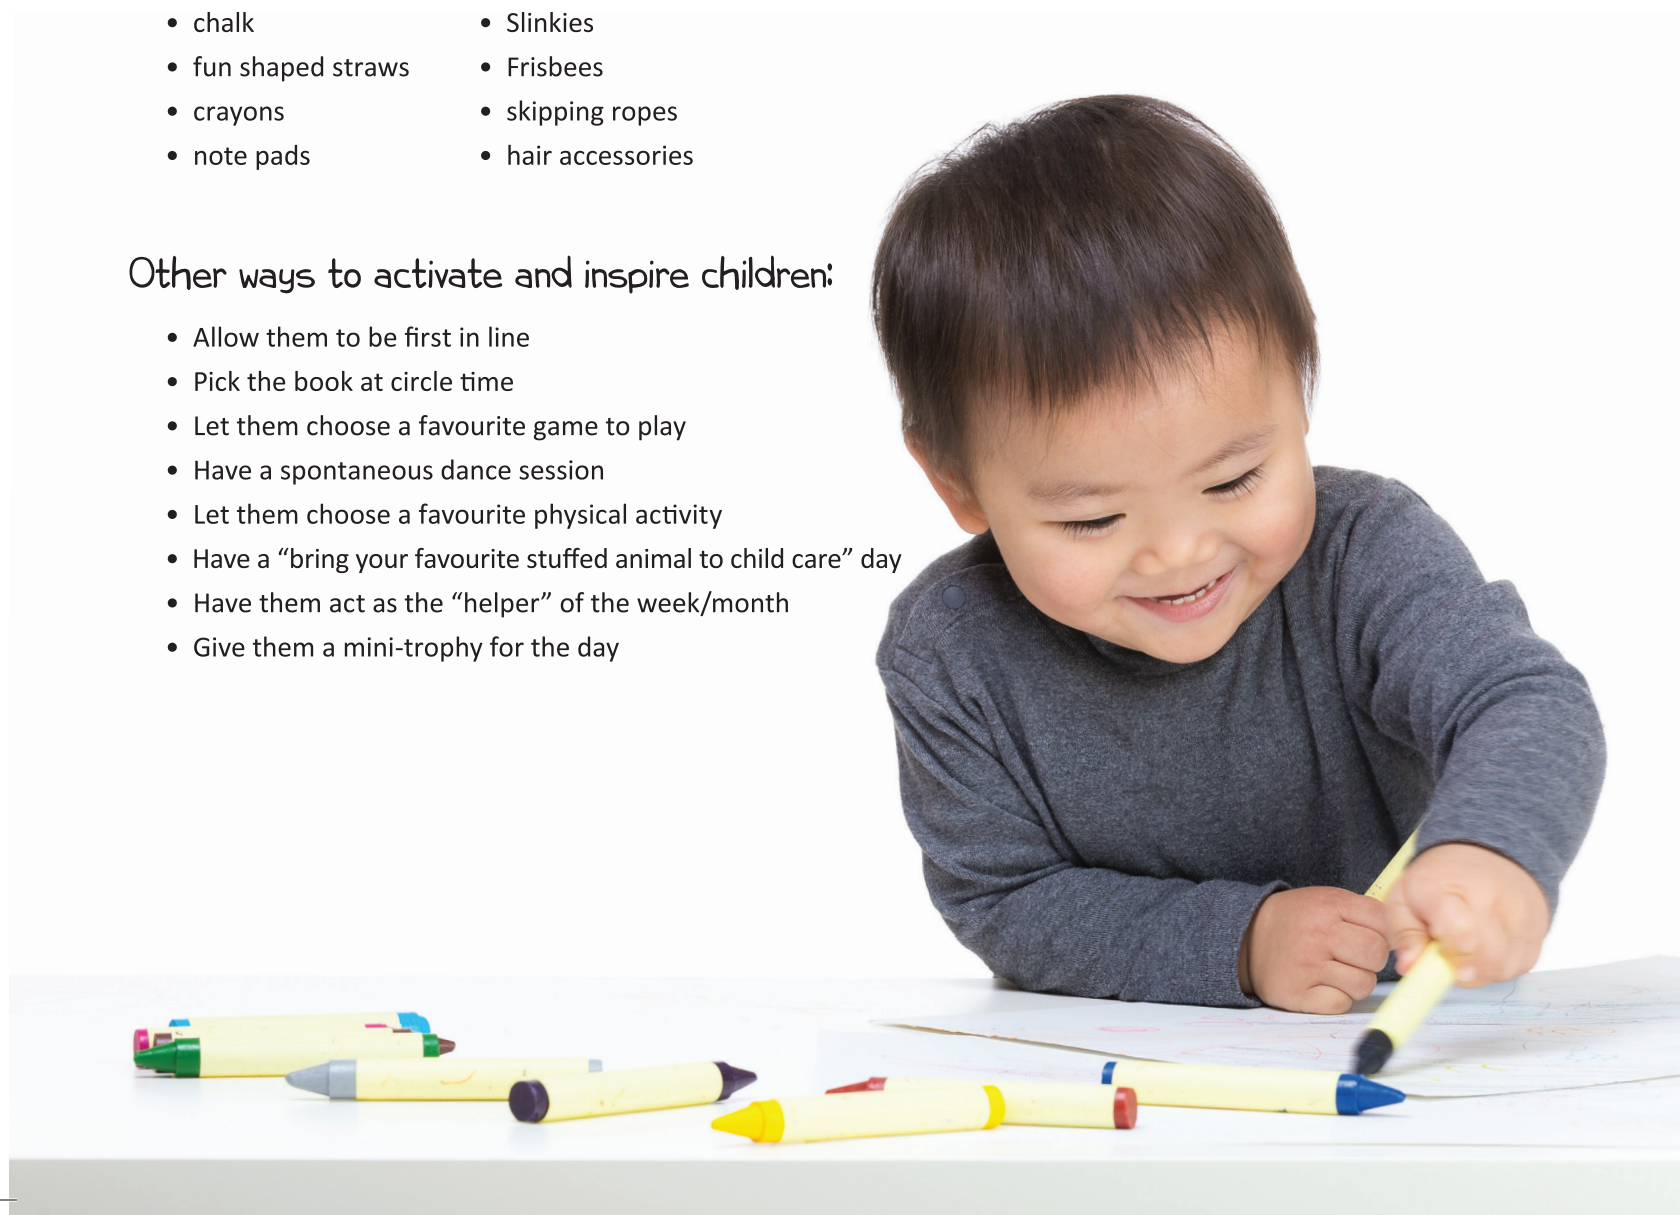 • chalk
• fun shaped straws
• crayons
• note pads
• Slinkies
• Frisbees
• skipping ropes
• hair accessories
Other ways to activate and inspire children:
• Allow them to be first in line
• Pick the book at circle time
• Let them choose a favourite game to play
• Have a spontaneous dance session
• Let them choose a favourite physical activity
• Have a “bring your favourite stuffed animal to child care” day
• Have them act as the “helper” of the week/month
• Give them a mini-trophy for the day